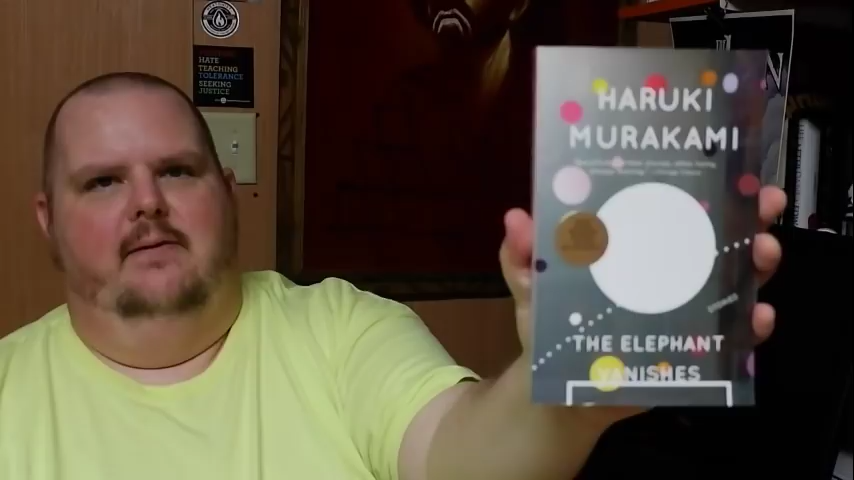 HATE
TEACHING
TOLERANCE
SEEKING
JUSTICE
HARUKI
MURAKAMI
STORIES
THE ELEPHANT
VANISHES